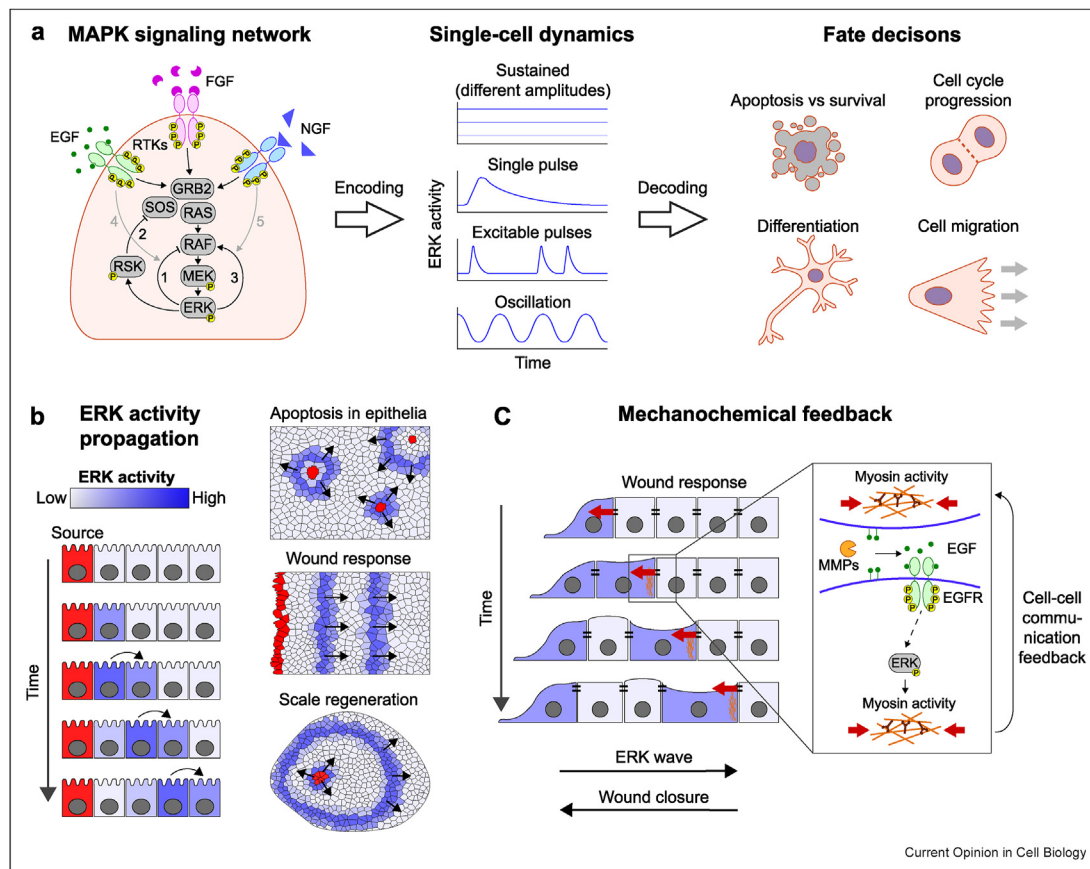 a
MAPK signaling network
FGF
EGF
RTKs
NGF
P P P P P P
P P P P P P
GRB2
SOS
RAS
4
2
5
RAF
RSK
P
1
MEK
P
3
ERK
P
Encoding
Single-cell dynamics
Sustained
(different amplitudes)
Single pulse
Excitable pulses
Oscillation
ERK activity
Time
Decoding
Fate decisons
Apoptosis vs survival
Cell cycle
progression
Differentiation
Cell migration
b
ERK activity
propagation
ERK activity
Low
High
Source
Time
Apoptosis in epithelia
Wound response
Scale regeneration
C
Mechanochemical feedback
Wound response
Time
ERK wave
Wound closure
Myosin activity
MMPs
EGF
EGFR
P P
P P
P P
ERK
P
Myosin activity
Cell-cell
commu-
nication
feedback
Current Opinion in Cell Biology